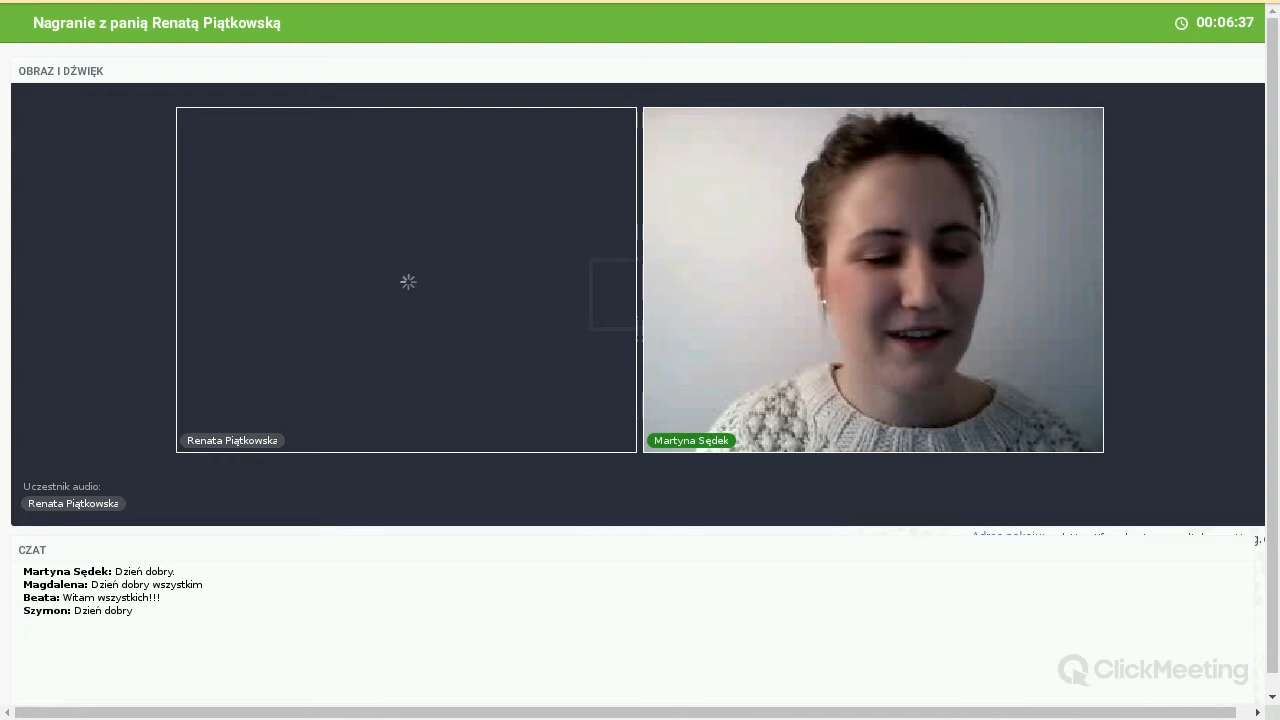 Nagranie z panią Renatą Piątkowską
00:06:37
OBRAZ I DŹWIĘK
Renata Piątkowska
Martyna Sędek
Uczestnik audio:
Renata Piątkowska
CZAT
Martyna Sędek: Dzień dobry.
Magdalena: Dzień dobry wszystkim
Beata: Witam wszystkich!!!
Szymon: Dzień dobry
ClickMeeting